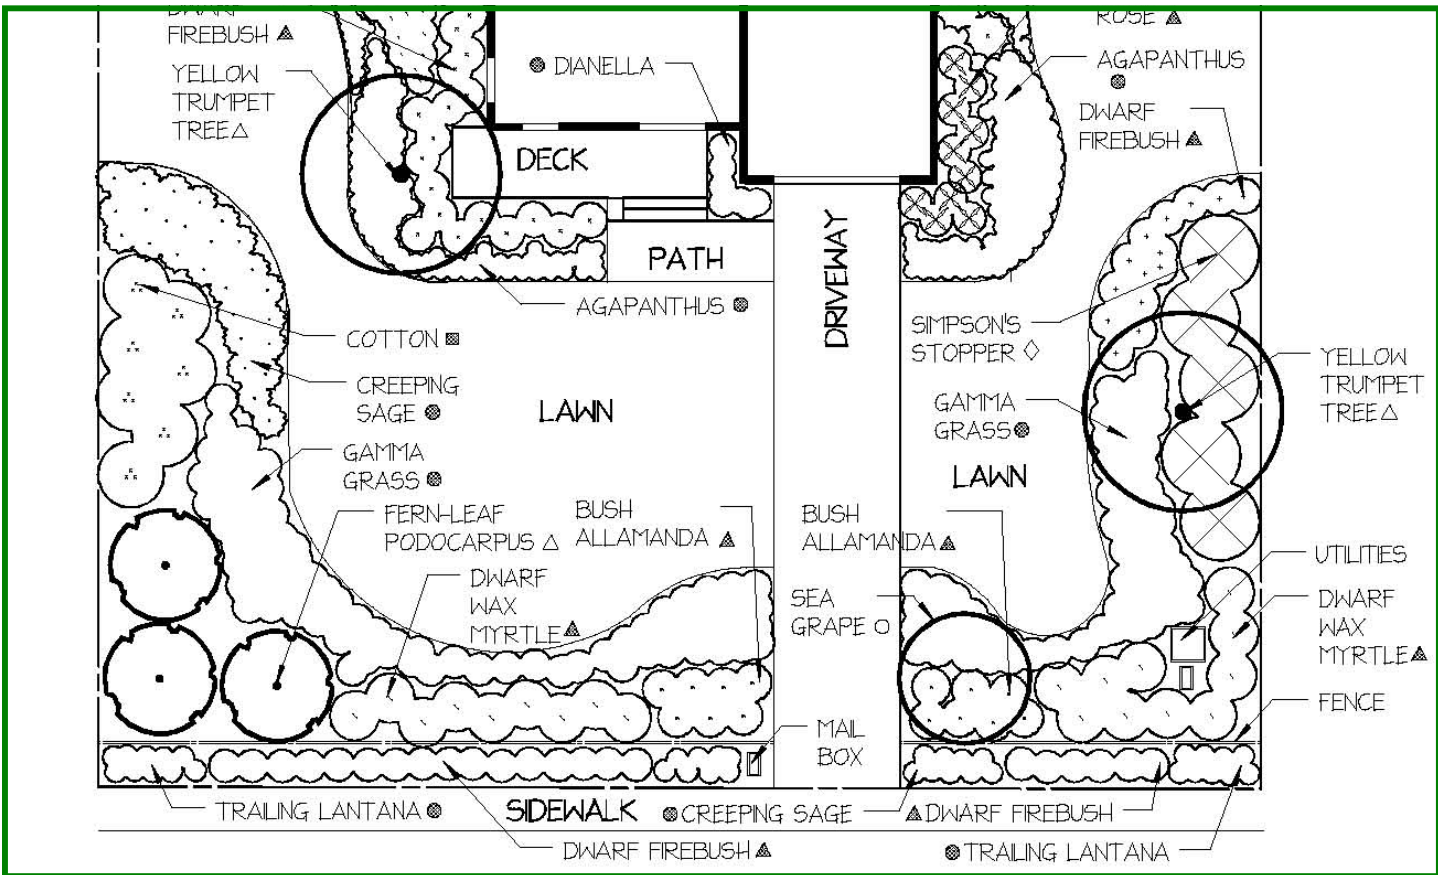 DWARF
FIREBUSH
YELLOW
TRUMPET
TREE
DIANELLA
ROSE
AGAPANTHUS
DWARF
FIREBUSH
DECK
PATH
DRIVEWAY
AGAPANTHUS
COTTON
CREEPING
SAGE
LAWN
GAMMA
GRASS
SIMPSON'S
STOPPER
GAMMA
GRASS
LAWN
YELLOW
TRUMPET
TREE
FERN-LEAF
PODOCARPUS
BUSH
ALLAMANDA
BUSH
ALLAMANDA
DWARF
WAX
MYRTLE
SEA
GRAPE
UTILITIES
DWARF
WAX
MYRTLE
FENCE
MAIL
BOX
TRAILING LANTANA
SIDEWALK
CREEPING SAGE
DWARF FIREBUSH
DWARF FIREBUSH
TRAILING LANTANA